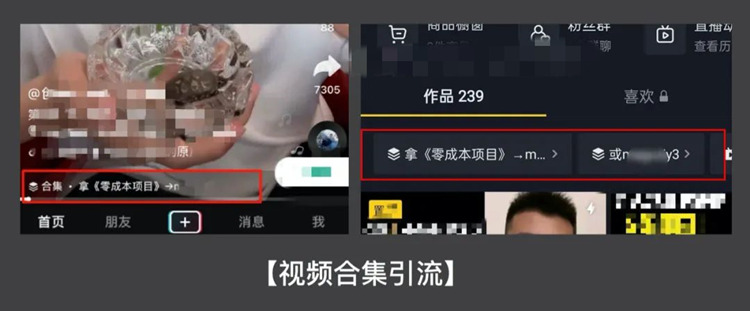 88
7305
合集·拿《零成本项目》→
首页
朋友
消息
我
商品橱窗
粉丝群
直播动
查看历
作品 239
喜欢
拿《零成本项目》→m...
或
y3
【视频合集引流】